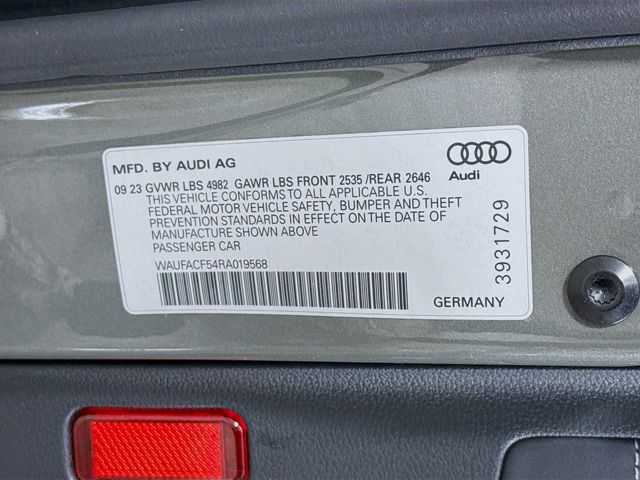 MFD. BY AUDI AG
Audi
09 23 GVWR LBS 4982 GAWR LBS FRONT 2535 /REAR 2646
THIS VEHICLE CONFORMS TO ALL APPLICABLE U.S.
FEDERAL MOTOR VEHICLE SAFETY, BUMPER AND THEFT
PREVENTION STANDARDS IN EFFECT ON THE DATE OF
MANUFACTURE SHOWN ABOVE
PASSENGER CAR
WAUFACF54RA019568
GERMANY
3931729